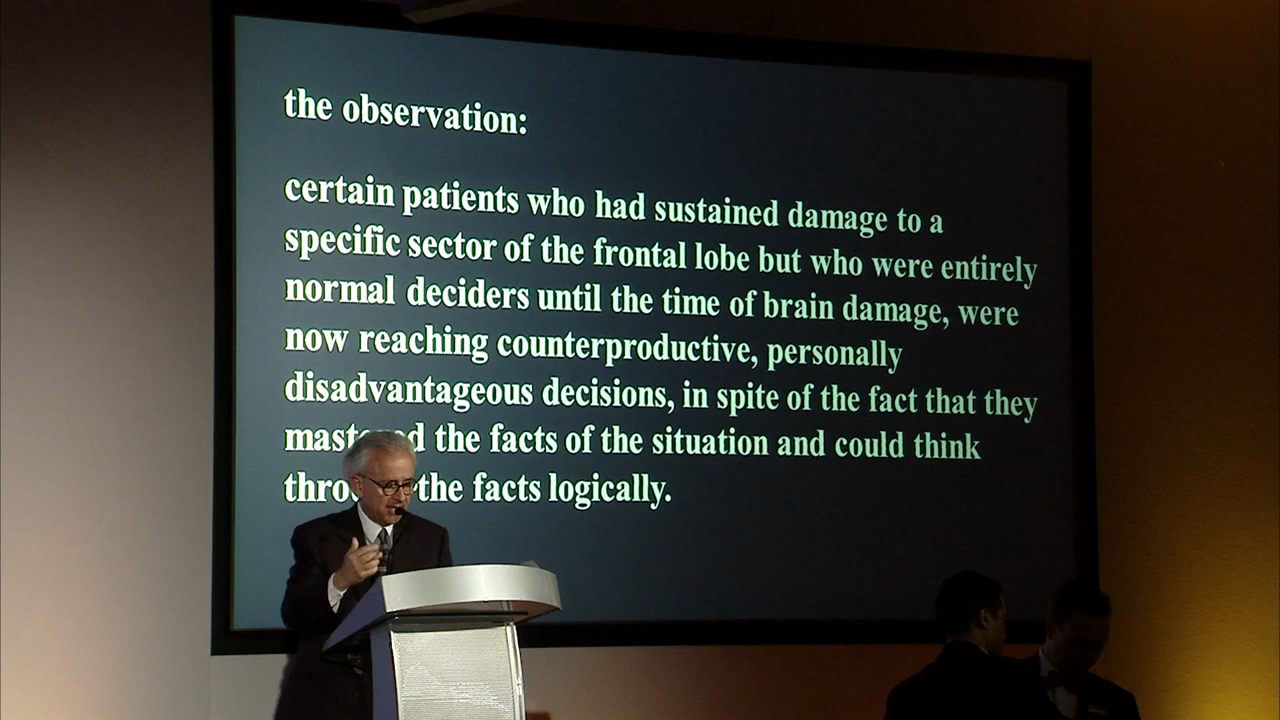 the observation:
certain patients who had sustained damage to a
specific sector of the frontal lobe but who were entirely
normal deciders until the time of brain damage, were
now reaching counterproductive, personally
disadvantageous decisions, in spite of the fact that they
mastered the facts of the situation and could think
through the facts logically.